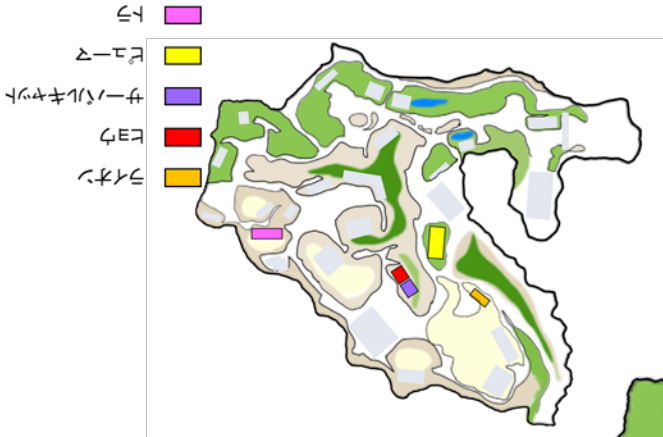 ライオン
ヒョウ
サーバルキャット
ピューマ
トラ